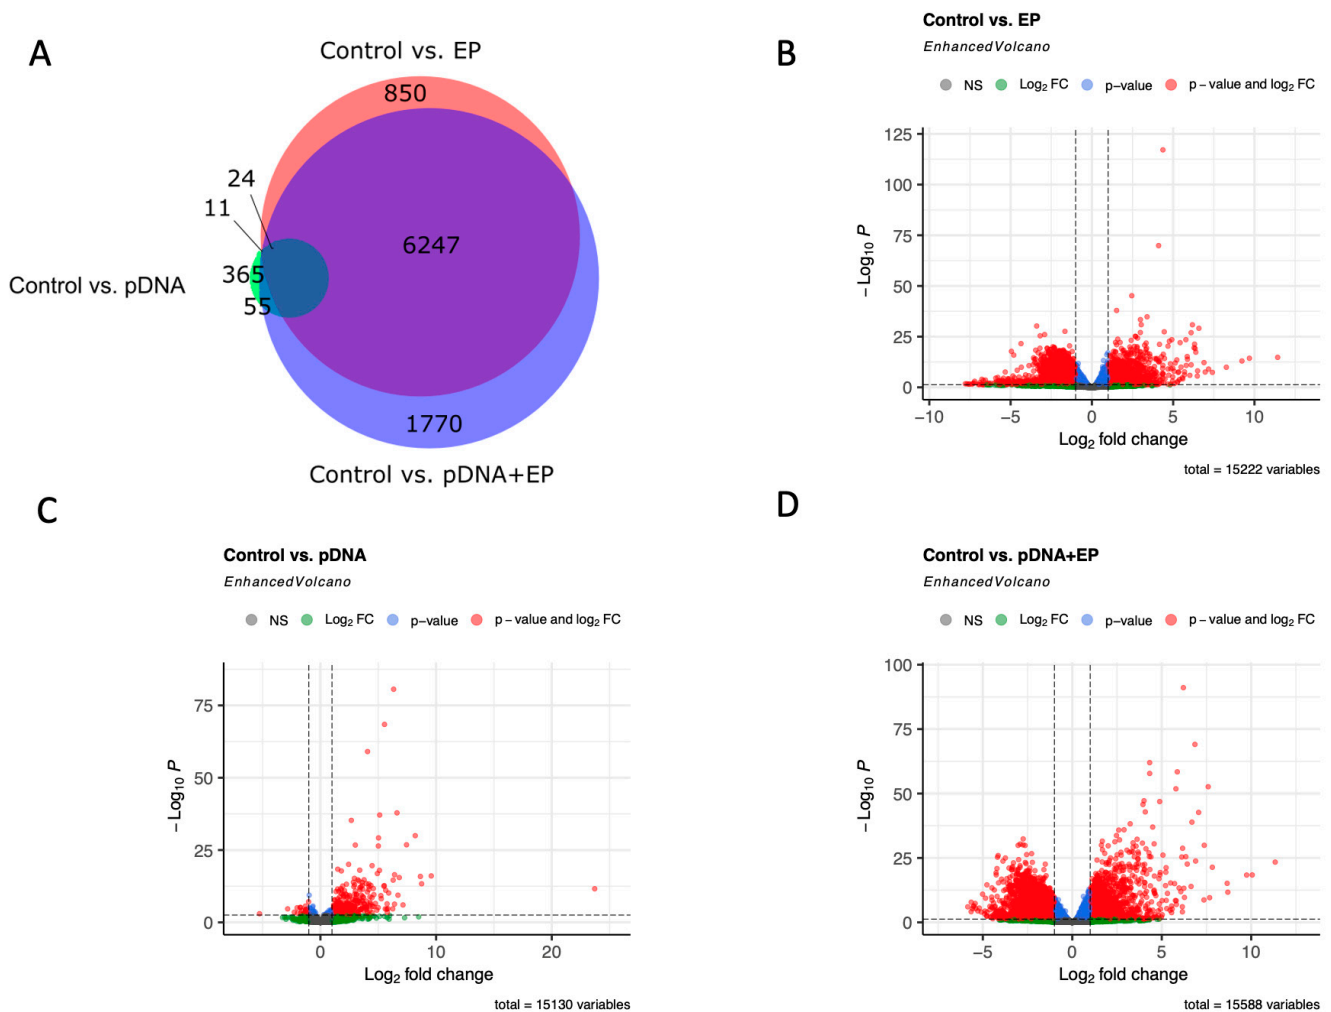 A
Control vs. EP
850
24
11
6247
365
Control vs. pDNA
55
1770
Control vs. pDNA+EP
B
Control vs. EP
EnhancedVolcano
NS Log₂ FC p−value p − value and log₂ FC
125
100
75
50
25
0
− Log₁₀ P
−10 −5 0 5 10
Log₂ fold change
total = 15222 variables
C
Control vs. pDNA
EnhancedVolcano
NS Log₂ FC p−value p − value and log₂ FC
75
50
25
0
− Log₁₀ P
0 10 20
Log₂ fold change
total = 15130 variables
D
Control vs. pDNA+EP
EnhancedVolcano
NS Log₂ FC p−value p − value and log₂ FC
100
75
50
25
0
− Log₁₀ P
−5 0 5 10
Log₂ fold change
total = 15588 variables